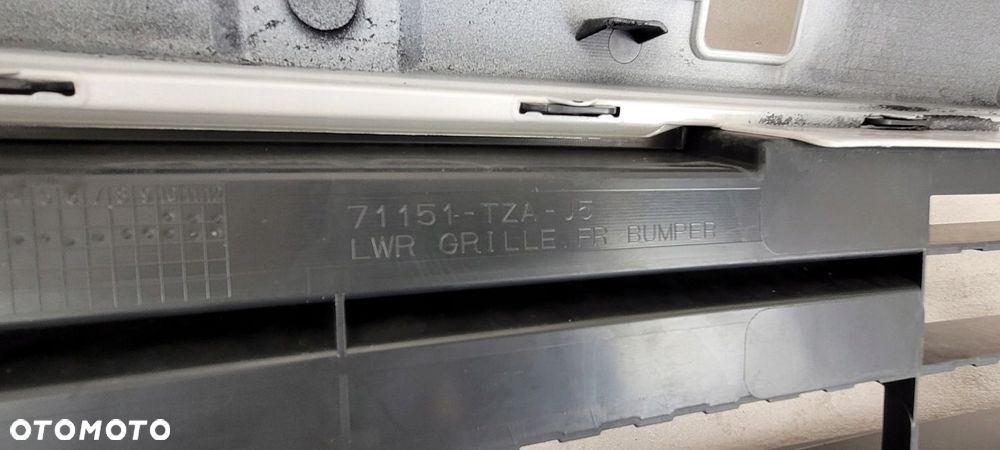 71151--TZA-J5
LWR GRILLE.FR BUMPER
OTOMOTO